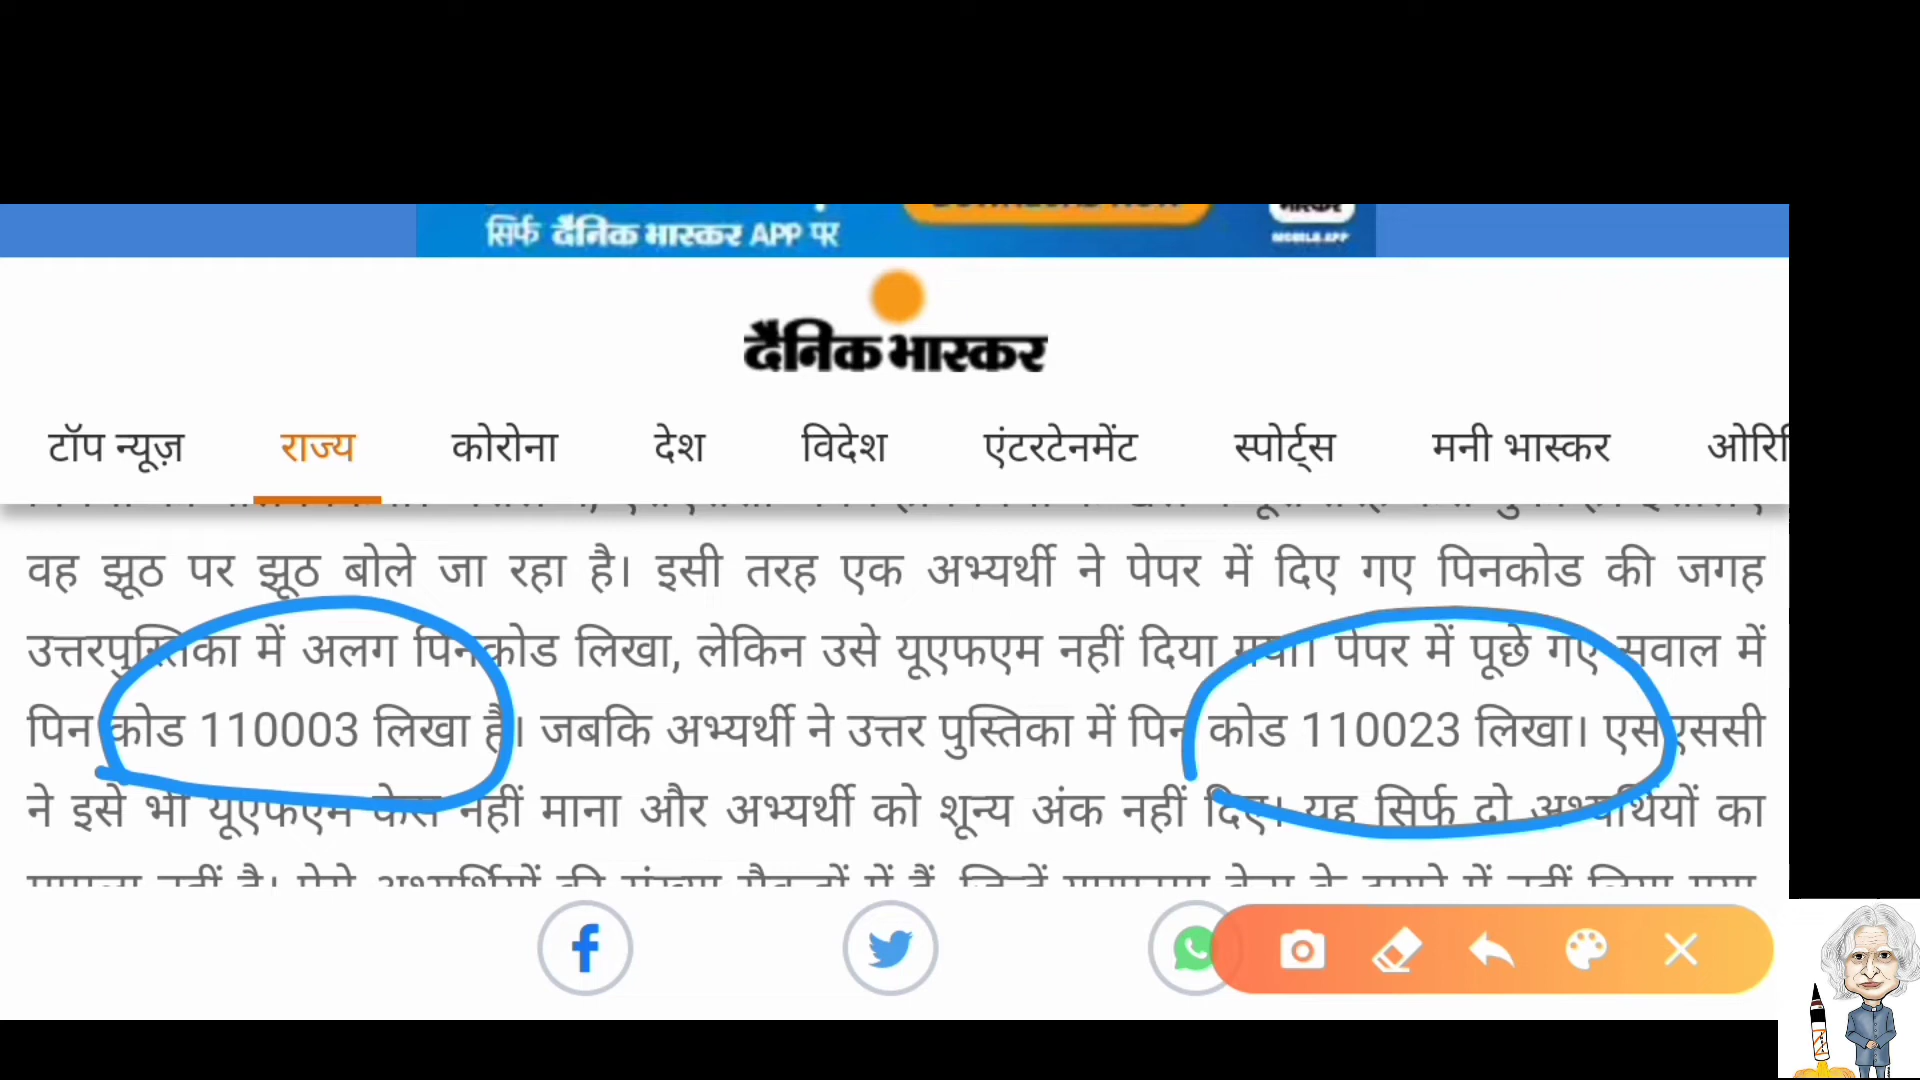 सिर्फ दैनिक भास्कर APP पर
MOBILE APP
दैनिक भास्कर
टॉप न्यूज़ राज्य कोरोना देश विदेश एंटरटेनमेंट स्पोर्ट्स मनी भास्कर
वह झूठ पर झूठ बोले जा रहा है। इसी तरह एक अभ्यर्थी ने पेपर में दिए गए पिनकोड की जगह
उत्तरपुस्तिका में अलग पिनकोड लिखा, लेकिन उसे यूएफएम नहीं दिया गया। पेपर में पूछे गए सवाल में
पिन कोड 110003 लिखा है। जबकि अभ्यर्थी ने उत्तर पुस्तिका में पिन कोड 110023 लिखा। एसएससी
ने इसे भी यूएफएम केस नहीं माना और अभ्यर्थी को शून्य अंक नहीं दिए। यह सिर्फ दो अभ्यर्थियों का